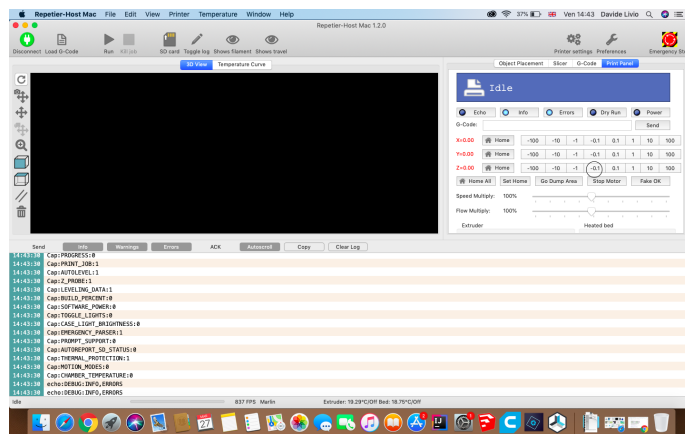 Repetier-Host Mac File Edit View Printer Temperature Window Help 37% Ven 14:43 Davide Livio
Repetier-Host Mac 1.2.0
Disconnect Load G-Code Run Kill job SD card Toggle log Shows filament Shows travel Printer settings Preferences Emergency St
3D View Temperature Curve
Object Placement Slicer G-Code Print Panel
Idle
Echo Info Errors Dry Run Power
G-Code: Send
X=0.00 Home -100 -10 -1 -0.1 0.1 1 10 100
Y=0.00 Home -100 -10 -1 -0.1 0.1 1 10 100
Z=0.00 Home -100 -10 -1 -0.1 0.1 1 10 100
Home All Set Home Go Dump Area Stop Motor Fake OK
Speed Multiply: 100%
Flow Multiply: 100%
Extruder Heated bed
Send Info Warnings Errors ACK Autoscroll Copy Clear Log
14:43:30 Cap:PROGRESS:0
14:43:30 Cap:PRINT_JOB:1
14:43:30 Cap:AUTOLEVEL:1
14:43:30 Cap:Z_PROBE:1
14:43:30 Cap:LEVELING_DATA:1
14:43:30 Cap:BUILD_PERCENT:0
14:43:30 Cap:SOFTWARE_POWER:0
14:43:30 Cap:TOGGLE_LIGHTS:0
14:43:30 Cap:CASE_LIGHT_BRIGHTNESS:0
14:43:30 Cap:EMERGENCY_PARSER:1
14:43:30 Cap:PROMPT_SUPPORT:0
14:43:30 Cap:AUTOREPORT_SD_STATUS:0
14:43:30 Cap:THERMAL_PROTECTION:1
14:43:30 Cap:MOTION_MODES:0
14:43:30 echo:CHAMBER_TEMPERATURE:0
14:43:30 echo:DEBUG:INFO,ERRORS
14:43:30 echo:DEBUG:INFO,ERRORS
Idle 837 FPS Marlin Extruder: 19.29°C/Off Bed: 18.75°C/Off
27